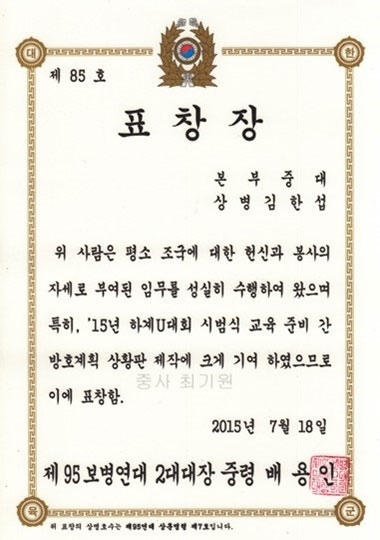 대 한
제 85 호
표 창 장
본 부 중 대
상 병 김 한 섭
위 사람은 평소 조국에 대한 헌신과 봉사의
자세로 부여된 임무를 성실히 수행하여 왔으며
특히, '15년 하계U대회 시범식 교육 준비 간
방호계획 상황판 제작에 크게 기여 하였으므로
이에 표창함.
중사 최기원
2015년 7월 18일
제 95 보병연대 2대대장 중령 배 용 인
육 군
위 표창의 상벌호수는 제95연대 상훈명령 제7호입니다.